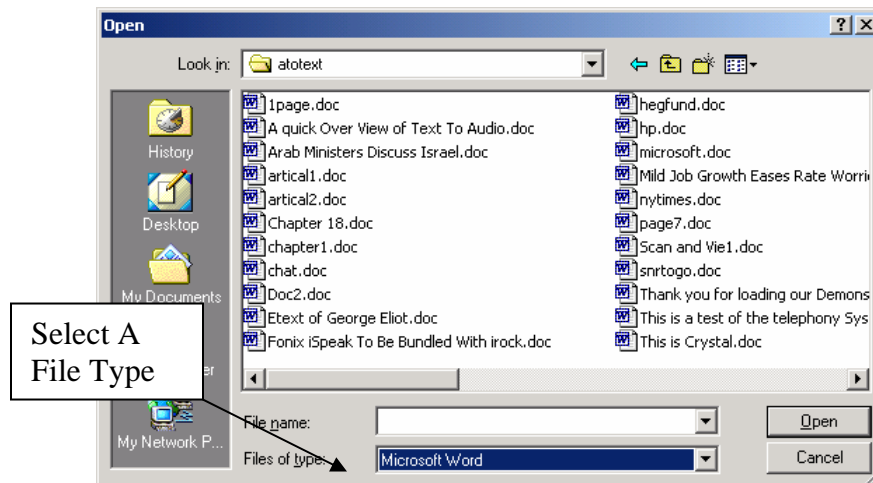 Open
Look in: atotext
1page.doc
A quick Over View of Text To Audio.doc
Arab Ministers Discuss Israel.doc
artical1.doc
artical2.doc
Chapter 18.doc
chapter1.doc
chat.doc
Doc2.doc
Etext of George Eliot.doc
Fonix iSpeak To Be Bundled With irock.doc
hegfund.doc
hp.doc
microsoft.doc
Mild Job Growth Eases Rate Worri
nytimes.doc
page7.doc
Scan and Vie1.doc
snrtogo.doc
Thank you for loading our Demons
This is a test of the telephony Sys
This is Crystal.doc
History
Desktop
My Documents
er
My Network P...
Select A
File Type
File name:
Open
Files of type: Microsoft Word
Cancel